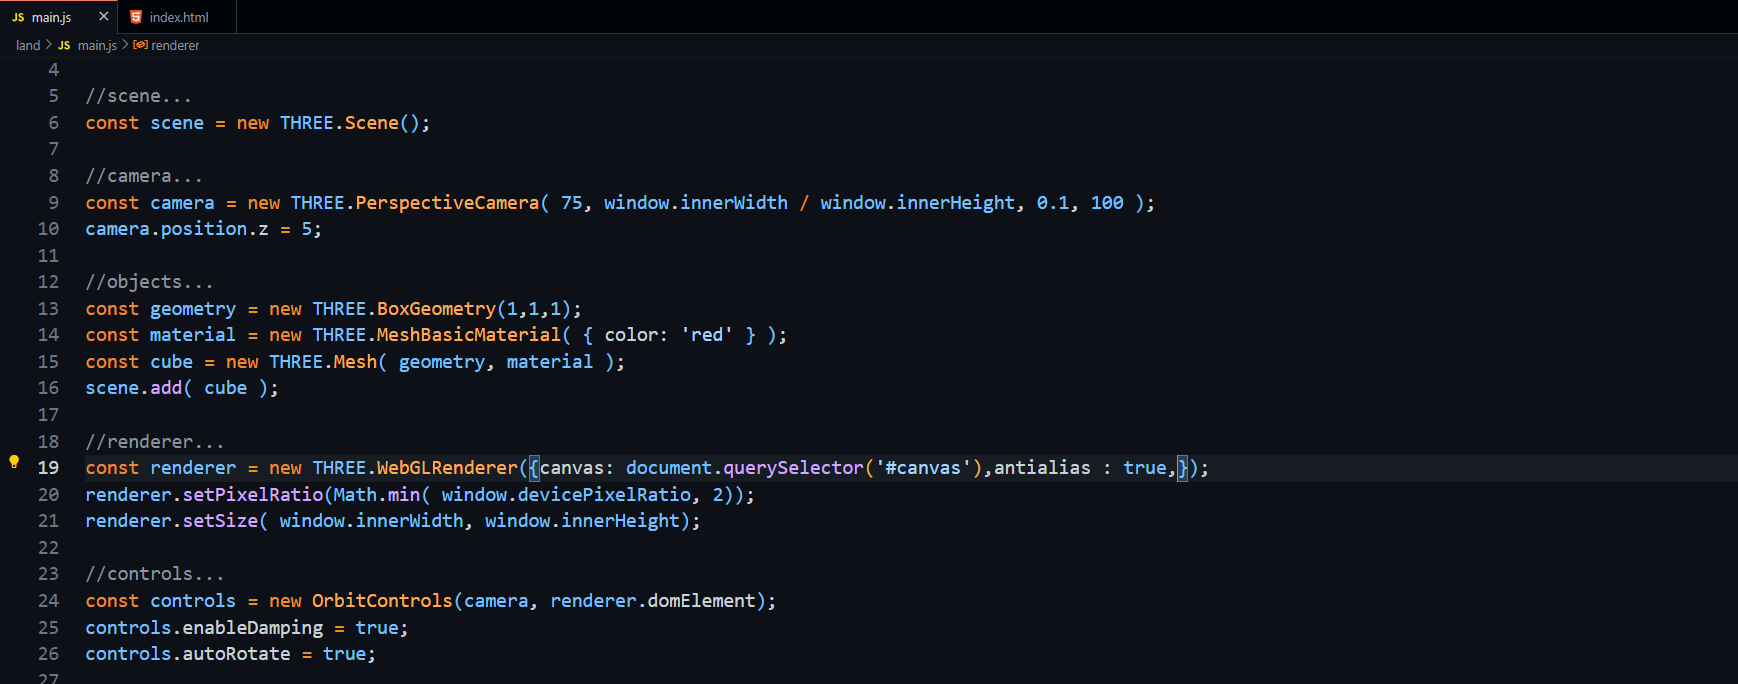 JS main.js × index.html
land > JS main.js > renderer
4
5 //scene...
6 const scene = new THREE.Scene();
7
8 //camera...
9 const camera = new THREE.PerspectiveCamera( 75, window.innerWidth / window.innerHeight, 0.1, 100 );
10 camera.position.z = 5;
11
12 //objects...
13 const geometry = new THREE.BoxGeometry(1,1,1);
14 const material = new THREE.MeshBasicMaterial( { color: 'red' } );
15 const cube = new THREE.Mesh( geometry, material );
16 scene.add( cube );
17
18 //renderer...
19 const renderer = new THREE.WebGLRenderer({canvas: document.querySelector('#canvas'),antialias : true,});
20 renderer.setPixelRatio(Math.min( window.devicePixelRatio, 2));
21 renderer.setSize( window.innerWidth, window.innerHeight);
22
23 //controls...
24 const controls = new OrbitControls(camera, renderer.domElement);
25 controls.enableDamping = true;
26 controls.autoRotate = true;
27